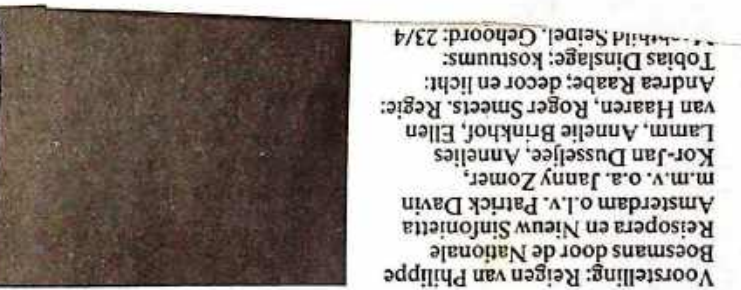 Voorstelling: Reigen van Philippe
Boesmans door de Nationale
Reisopera en Nieuw Sinfonietta
Amsterdam o.l.v. Patrick Davin
m.m.v. o.a. Janny Zomer,
Kor-Jan Dusseljee, Annelies
Lamm, Annelie Brinkhof, Ellen
van Haaren, Roger Smeets. Regie:
Andrea Raabe; decor en licht:
Tobias Dinslage; kostuums:
Seipel. Gehoord: 23/4